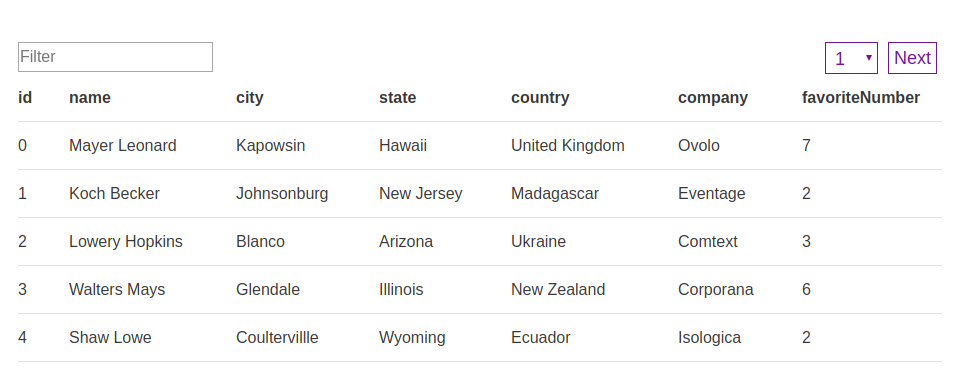 Filter 1 Next
id name city state country company favoriteNumber
0 Mayer Leonard Kapowsin Hawaii United Kingdom Ovolo 7
1 Koch Becker Johnsonburg New Jersey Madagascar Eventage 2
2 Lowery Hopkins Blanco Arizona Ukraine Comtext 3
3 Walters Mays Glendale Illinois New Zealand Corporana 6
4 Shaw Lowe Coultervillle Wyoming Ecuador Isologica 2